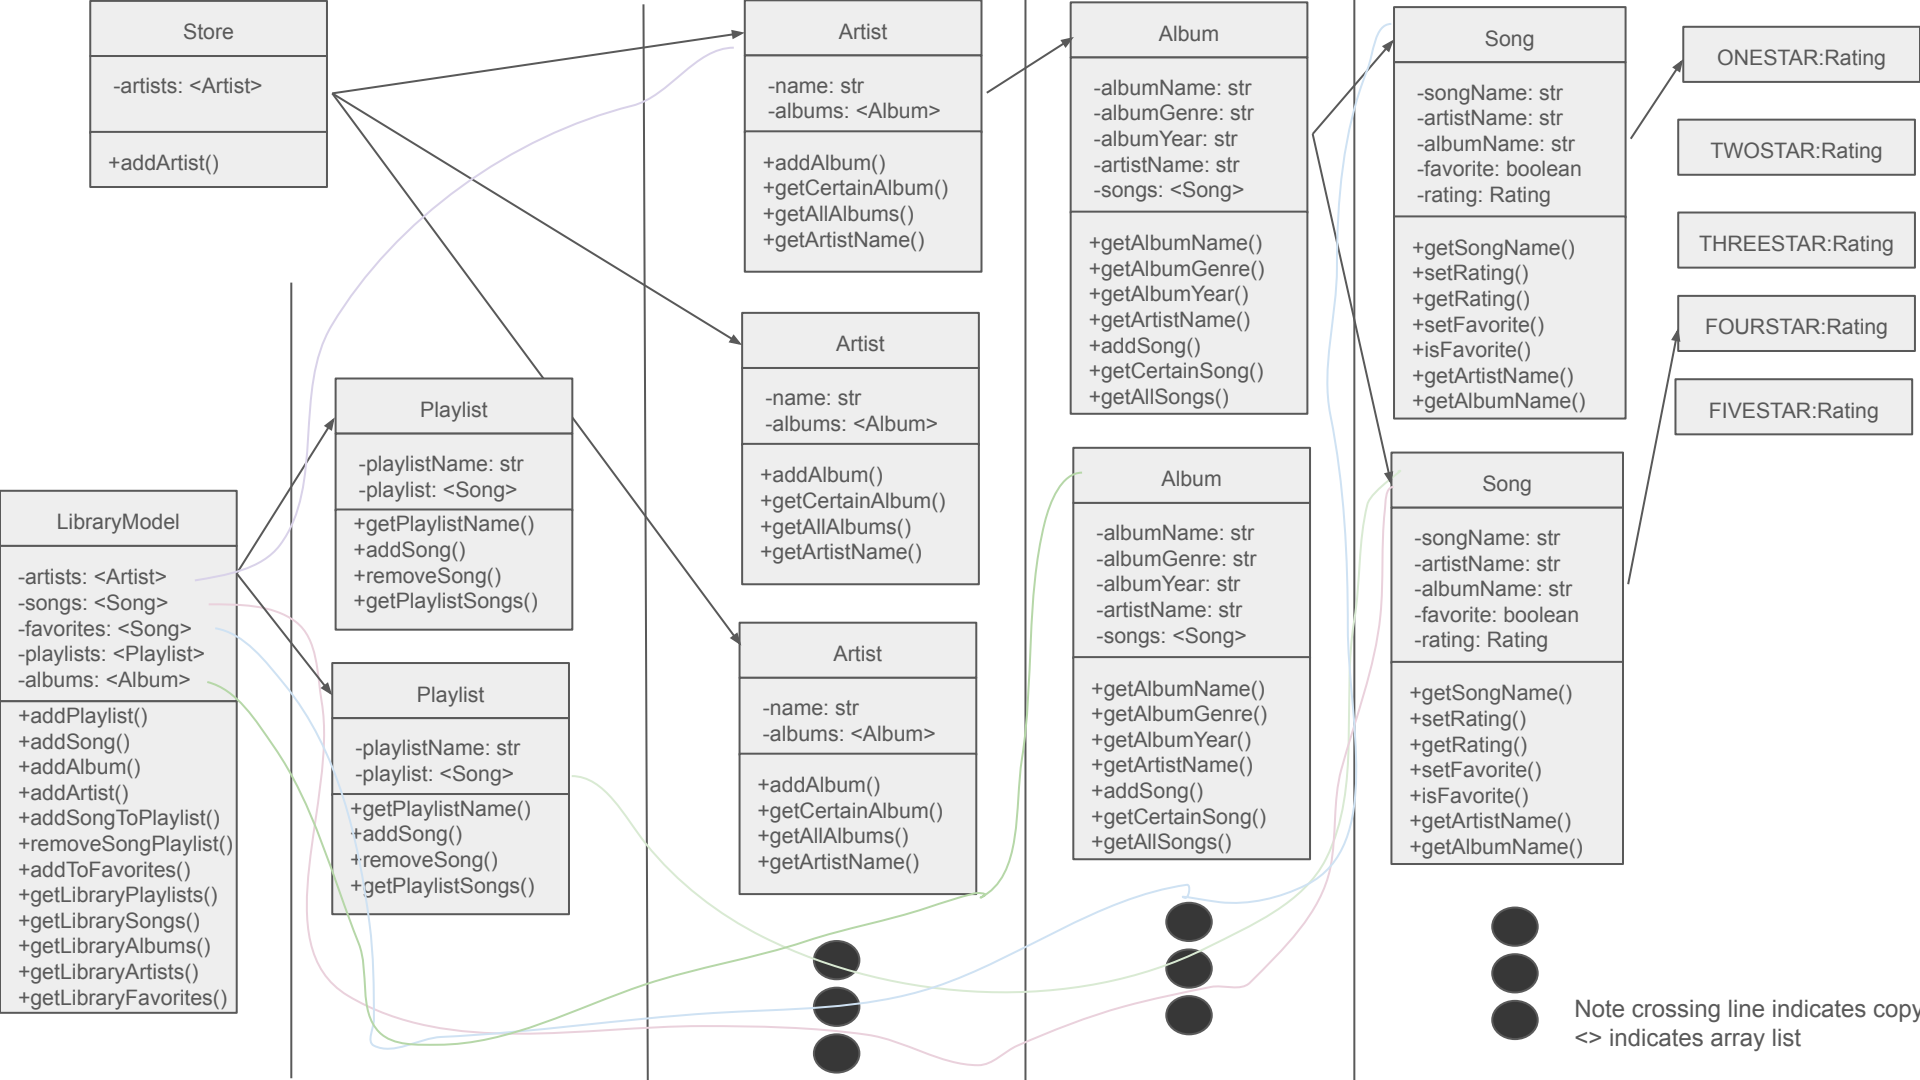 Store
-artists: <Artist>
+addArtist()
LibraryModel
-artists: <Artist>
-songs: <Song>
-favorites: <Song>
-playlists: <Playlist>
-albums: <Album>
+addPlaylist()
+addSong()
+addAlbum()
+addArtist()
+addSongToPlaylist()
+removeSongPlaylist()
+addToFavorites()
+getLibraryPlaylists()
+getLibrarySongs()
+getLibraryAlbums()
+getLibraryArtists()
+getLibraryFavorites()
Playlist
-playlistName: str
-playlist: <Song>
+getPlaylistName()
+addSong()
+removeSong()
+getPlaylistSongs()
Playlist
-playlistName: str
-playlist: <Song>
+getPlaylistName()
+addSong()
+removeSong()
+getPlaylistSongs()
Artist
-name: str
-albums: <Album>
+addAlbum()
+getCertainAlbum()
+getAllAlbums()
+getArtistName()
Artist
-name: str
-albums: <Album>
+addAlbum()
+getCertainAlbum()
+getAllAlbums()
+getArtistName()
Artist
-name: str
-albums: <Album>
+addAlbum()
+getCertainAlbum()
+getAllAlbums()
+getArtistName()
Album
-albumName: str
-albumGenre: str
-albumYear: str
-artistName: str
-songs: <Song>
+getAlbumName()
+getAlbumGenre()
+getAlbumYear()
+getArtistName()
+addSong()
+getCertainSong()
+getAllSongs()
Album
-albumName: str
-albumGenre: str
-albumYear: str
-artistName: str
-songs: <Song>
+getAlbumName()
+getAlbumGenre()
+getAlbumYear()
+getArtistName()
+addSong()
+getCertainSong()
+getAllSongs()
Song
-songName: str
-artistName: str
-albumName: str
-favorite: boolean
-rating: Rating
+getSongName()
+setRating()
+getRating()
+setFavorite()
+isFavorite()
+getArtistName()
+getAlbumName()
Song
-songName: str
-artistName: str
-albumName: str
-favorite: boolean
-rating: Rating
+getSongName()
+setRating()
+getRating()
+setFavorite()
+isFavorite()
+getArtistName()
+getAlbumName()
ONESTAR:Rating
TWOSTAR:Rating
THREESTAR:Rating
FOURSTAR:Rating
FIVESTAR:Rating
Note crossing line indicates copy
<> indicates array list